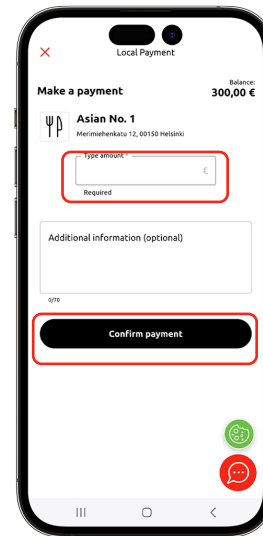 Local Payment
Balance:
Make a payment
300,00 €
Asian No. 1
Merimiehenkatu 12, 00150 Helsinki
Type amount *
€
Required
Additional information (optional)
0/70
Confirm payment